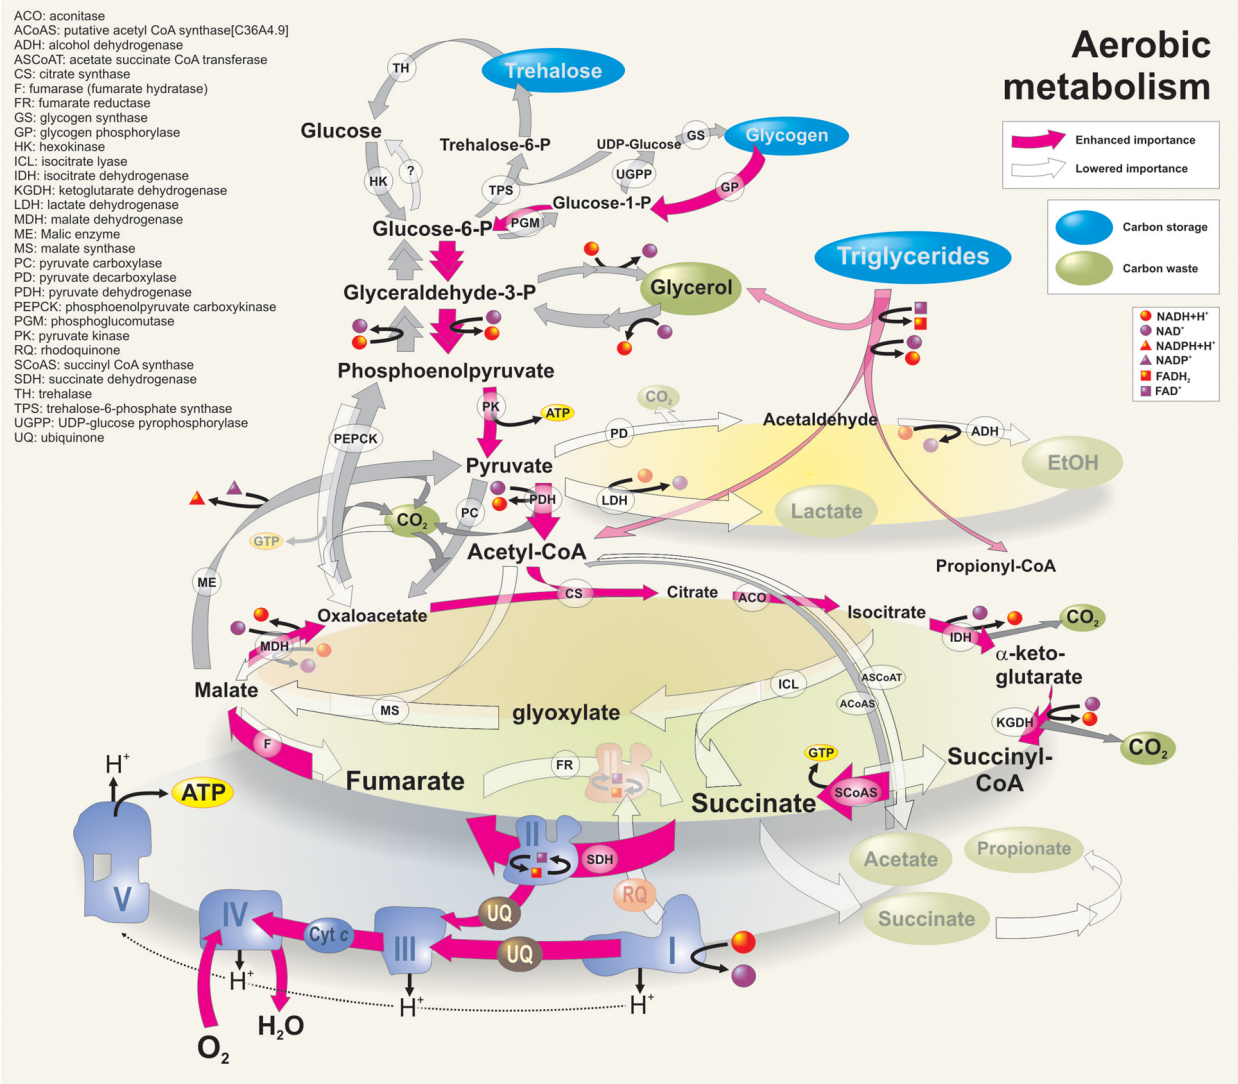 ACO: aconitase
ACoAS: putative acetyl CoA synthase[C36A4.9]
ADH: alcohol dehydrogenase
ASCoAT: acetate succinate CoA transferase
CS: citrate synthase
F: fumarase (fumarate hydratase)
FR: fumarate reductase
GS: glycogen synthase
GP: glycogen phosphorylase
HK: hexokinase
ICL: isocitrate lyase
IDH: isocitrate dehydrogenase
KGDH: ketoglutarate dehydrogenase
LDH: lactate dehydrogenase
MDH: malate dehydrogenase
ME: Malic enzyme
MS: malate synthase
PC: pyruvate carboxylase
PD: pyruvate decarboxylase
PDH: pyruvate dehydrogenase
PEPCK: phosphoenolpyruvate carboxykinase
PGM: phosphoglucomutase
PK: pyruvate kinase
RQ: rhodoquinone
SCoAS: succinyl CoA synthase
SDH: succinate dehydrogenase
TH: trehalase
TPS: trehalose-6-phosphate synthase
UGPP: UDP-glucose pyrophosphorylase
UQ: ubiquinone
Aerobic
metabolism
Enhanced importance
Lowered importance
Carbon storage
Carbon waste
NADH+H⁺
NAD⁺
NADPH+H⁺
NADP⁺
FADH₂
FAD⁺
TH
Trehalose
Glucose
Trehalose-6-P
UDP-Glucose
GS
Glycogen
HK
?
TPS
UGPP
GP
Glucose-1-P
Glucose-6-P
PGM
Triglycerides
Glyceraldehyde-3-P
Glycerol
Phosphoenolpyruvate
PK
ATP
CO₂
Acetaldehyde
PEPCK
PD
ADH
EtOH
Pyruvate
PDH
LDH
Lactate
PC
CO₂
GTP
Acetyl-CoA
Propionyl-CoA
ME
CS
Citrate
ACO
Isocitrate
Oxaloacetate
CO₂
IDH
MDH
α-keto-
glutarate
Malate
ICL
ASCoAT
ACoAS
MS
glyoxylate
KGDH
F
CO₂
GTP
Succinyl-
CoA
H⁺
FR
II
Fumarate
Succinate
SCoAS
ATP
II
SDH
Acetate
Propionate
V
IV
RQ
UQ
Succinate
Cyt c
III
UQ
I
H⁺
H⁺
H⁺
H₂O
O₂